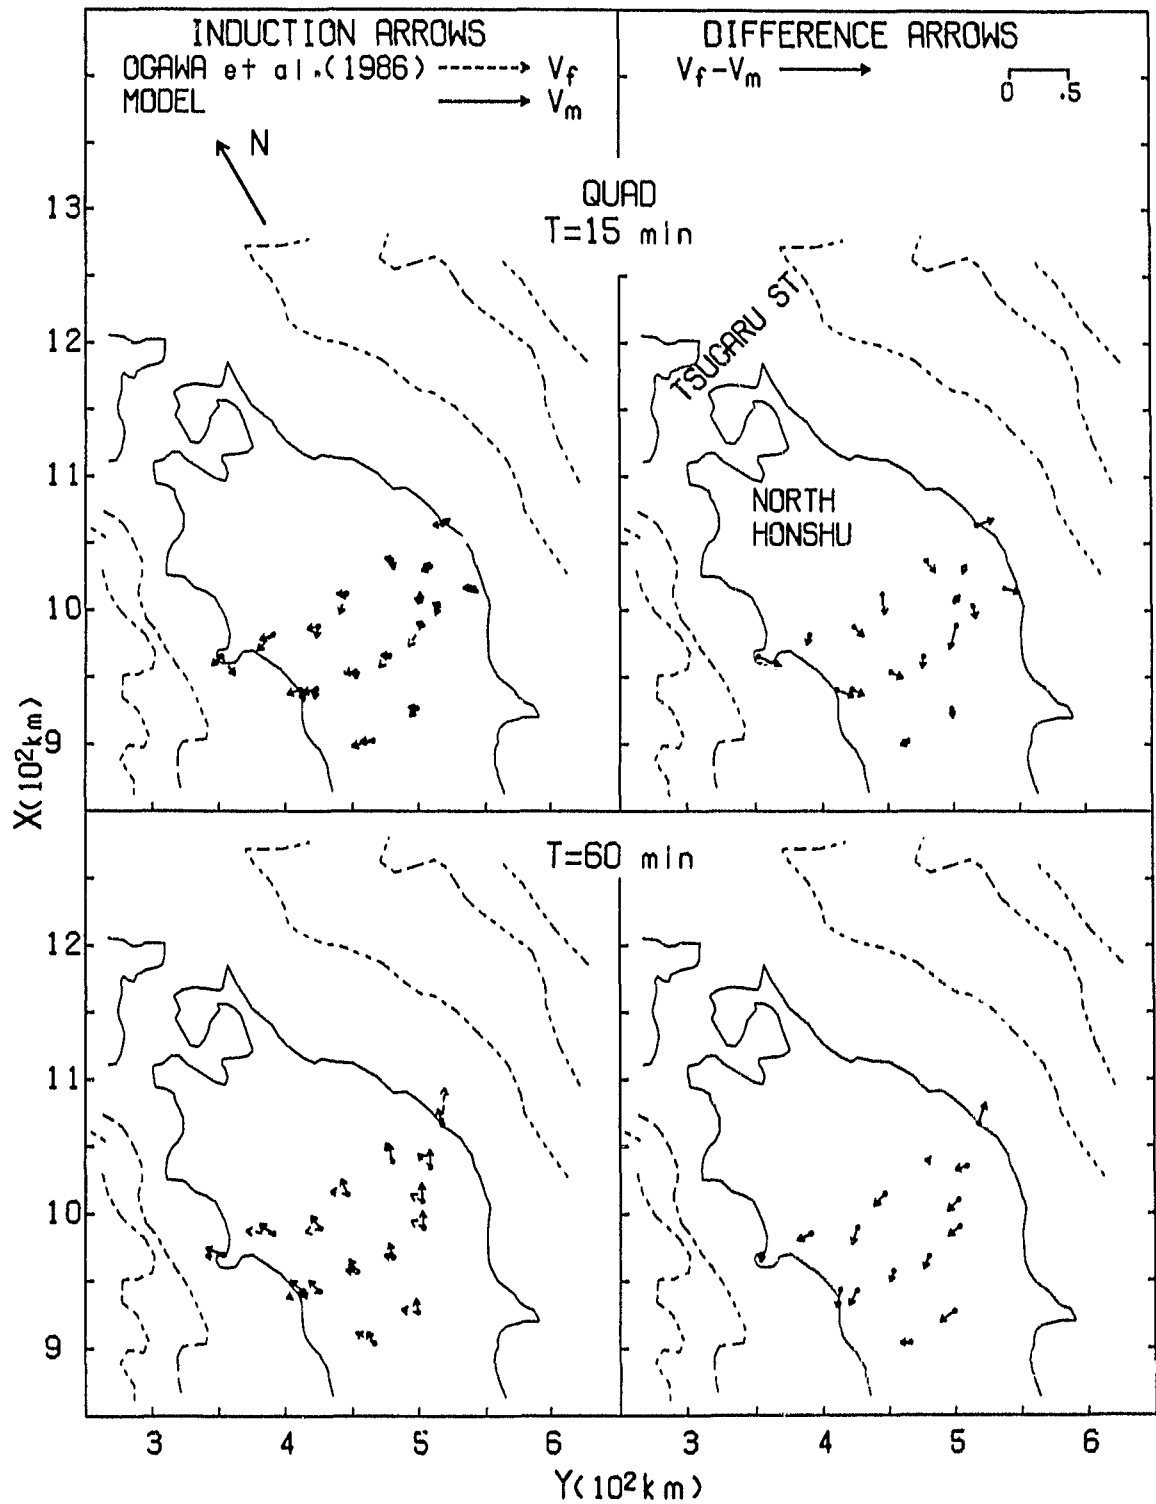 INDUCTION ARROWS
OGAWA et al.(1986) Vf
MODEL Vm
N
DIFFERENCE ARROWS
Vf-Vm
0 .5
QUAD
T=15 min
TSUGARU ST
NORTH
HONSHU
13
12
11
10
9
X(10²km)
T=60 min
12
11
10
9
3 4 5 6 3 4 5 6
Y(10²km)